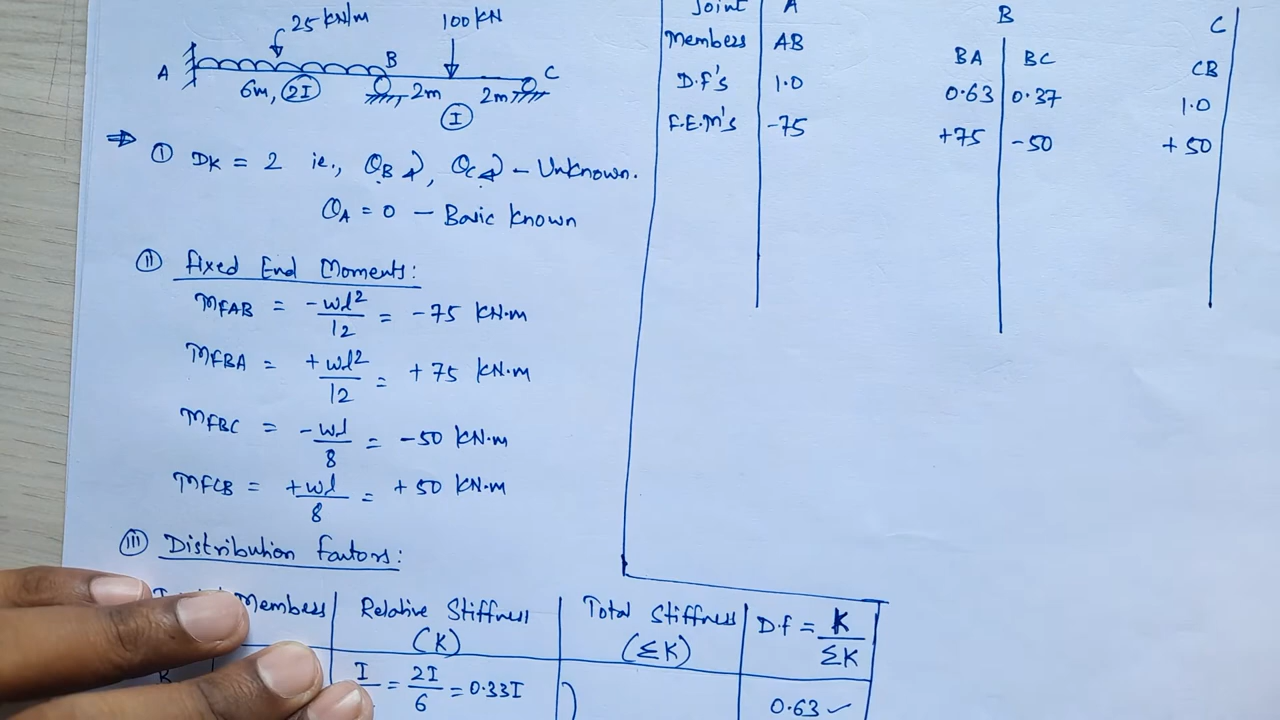 25 kN/m
100 KN
A
B
C
6m, 2I
2m
2m
I
① DK = 2 ie., θB, θC - Unknown.
θA = 0 - Basic Known
② Fixed End Moments:
MFAB = -wl²/12 = -75 KN·m
MFBA = +wl²/12 = +75 KN·m
MFBC = -wl/8 = -50 KN·m
MFCB = +wl/8 = +50 KN·m
③ Distribution Factors:
Members Relative Stiffness (K) Total Stiffness (ΣK) D.f = K/ΣK
I = 2I/6 = 0.33I 0.63 ✓
Joint A B C
Members AB BA BC CB
D.f's 1.0 0.63 0.37 1.0
F.E.M's -75 +75 -50 +50